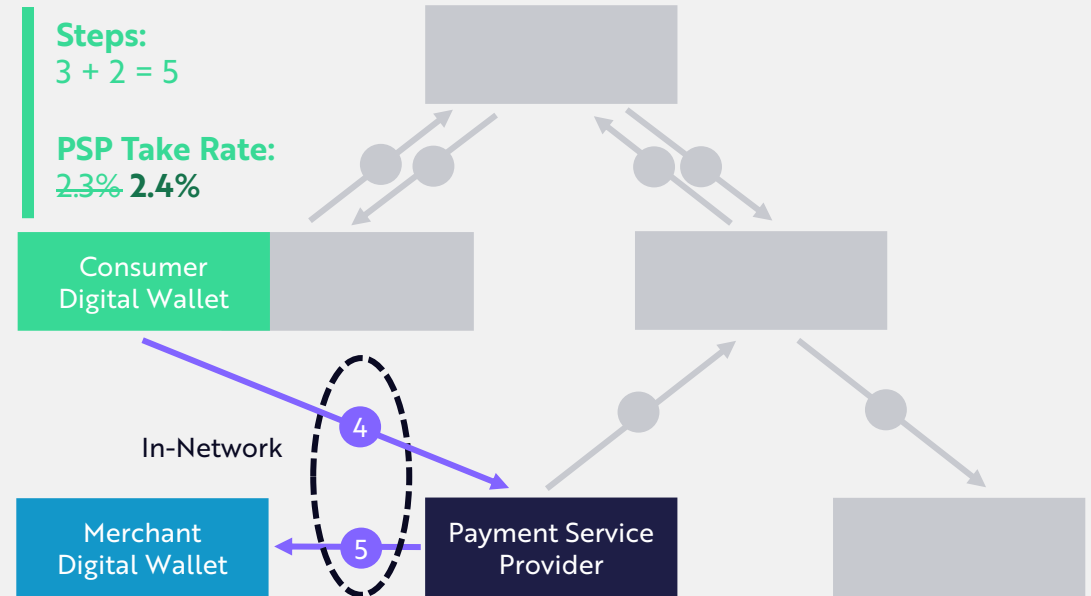 Steps:
3 + 2 = 5
PSP Take Rate:
2.3% 2.4%
Consumer
Digital Wallet
4
In-Network
5
Merchant
Digital Wallet
Payment Service
Provider